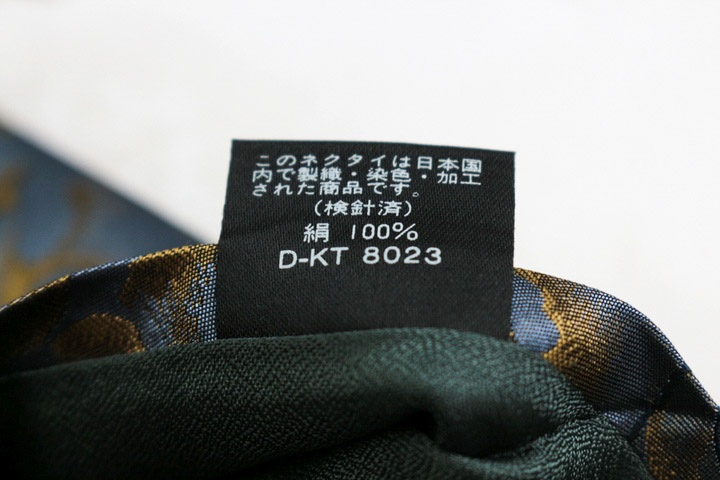 このネクタイは日本国
内で製織・染色・加工
された商品です。
(検針済)
絹 100%
D-KT 8023